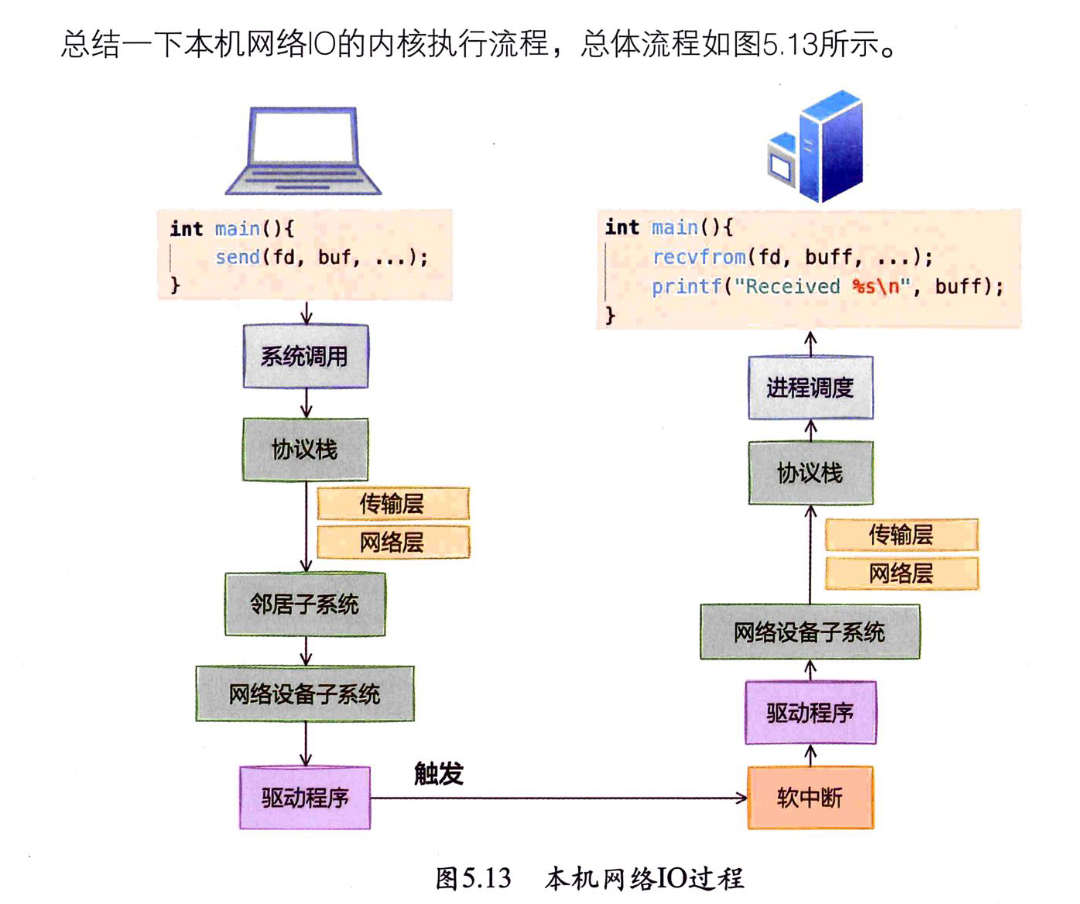 总结一下本机网络IO的内核执行流程，总体流程如图5.13所示。
int main(){
send(fd, buf, ...);
}
系统调用
协议栈
传输层
网络层
邻居子系统
网络设备子系统
驱动程序
触发
int main(){
recvfrom(fd, buff, ...);
printf("Received %s\n", buff);
}
进程调度
协议栈
传输层
网络层
网络设备子系统
驱动程序
软中断
图5.13 本机网络IO过程